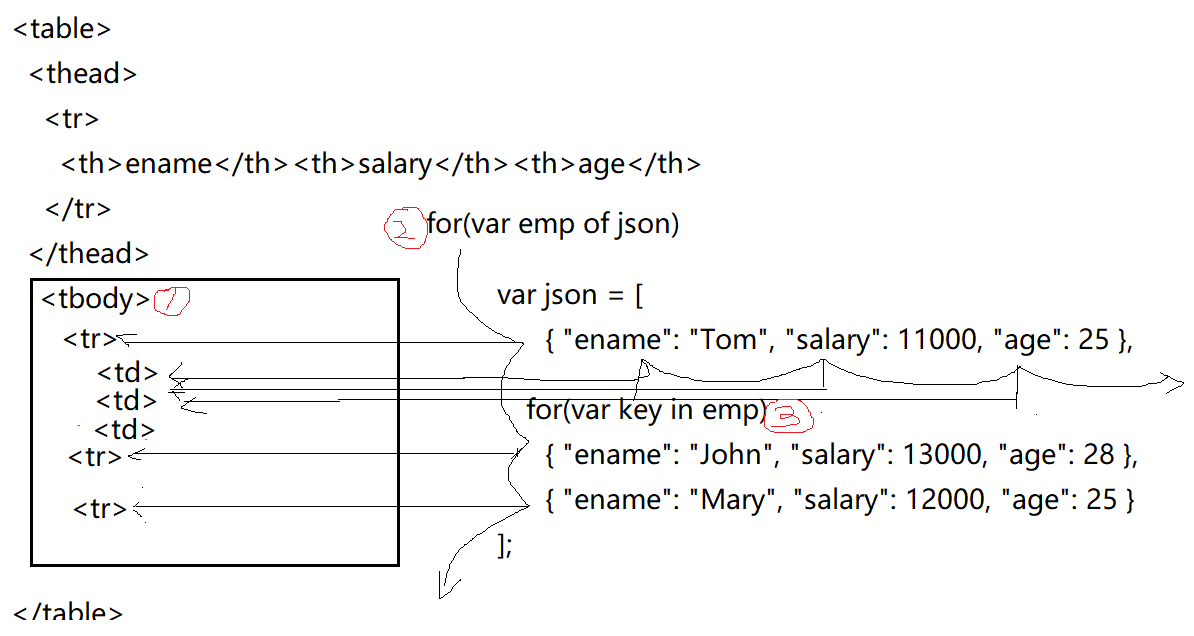 <table>
<thead>
<tr>
<th>ename</th><th>salary</th><th>age</th>
</tr>
</thead>
<tbody> 1
<tr>
<td>
<td>
<td>
<tr>
<tr>
</table>
2 for(var emp of json)
var json = [
{ "ename": "Tom", "salary": 11000, "age": 25 },
for(var key in emp) 3
{ "ename": "John", "salary": 13000, "age": 28 },
{ "ename": "Mary", "salary": 12000, "age": 25 }
];